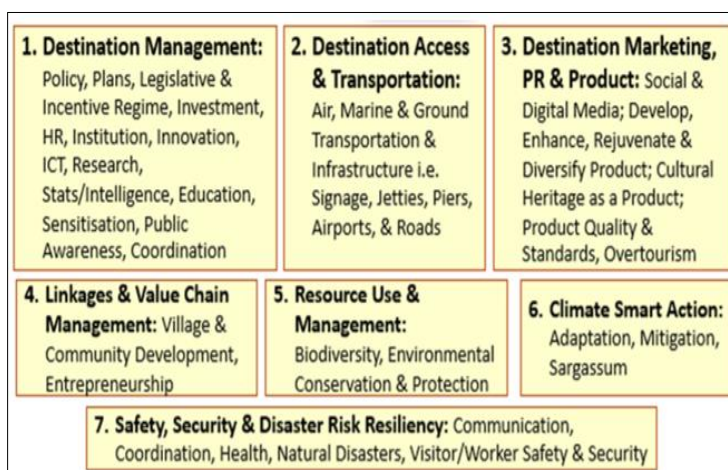 1. Destination Management:
Policy, Plans, Legislative &
Incentive Regime, Investment,
HR, Institution, Innovation,
ICT, Research,
Stats/Intelligence, Education,
Sensitisation, Public
Awareness, Coordination
2. Destination Access
& Transportation:
Air, Marine & Ground
Transportation &
Infrastructure i.e.
Signage, Jetties, Piers,
Airports, & Roads
3. Destination Marketing,
PR & Product: Social &
Digital Media; Develop,
Enhance, Rejuvenate &
Diversify Product; Cultural
Heritage as a Product;
Product Quality &
Standards, Overtourism
4. Linkages & Value Chain
Management: Village &
Community Development,
Entrepreneurship
5. Resource Use &
Management:
Biodiversity, Environmental
Conservation & Protection
6. Climate Smart Action:
Adaptation, Mitigation,
Sargassum
7. Safety, Security & Disaster Risk Resiliency: Communication,
Coordination, Health, Natural Disasters, Visitor/Worker Safety & Security